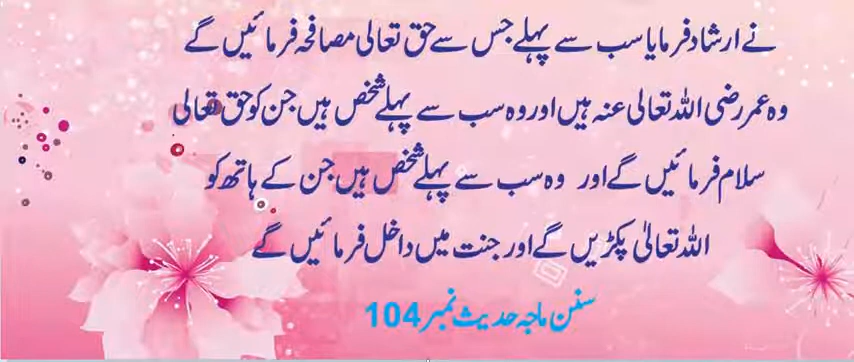 نے ارشاد فرمایا سب سے پہلے جس سے حق تعالی مصافحہ فرمائیں گے
وہ عمر رضی اللہ تعالی عنہ ہیں اور وہ سب سے پہلے شخص ہیں جن کو حق تعالی
سلام فرمائیں گے اور وہ سب سے پہلے شخص ہیں جن کے ہاتھ کو
اللہ تعالیٰ پکڑیں گے اور جنت میں داخل فرمائیں گے
سنن ماجہ حدیث نمبر 104